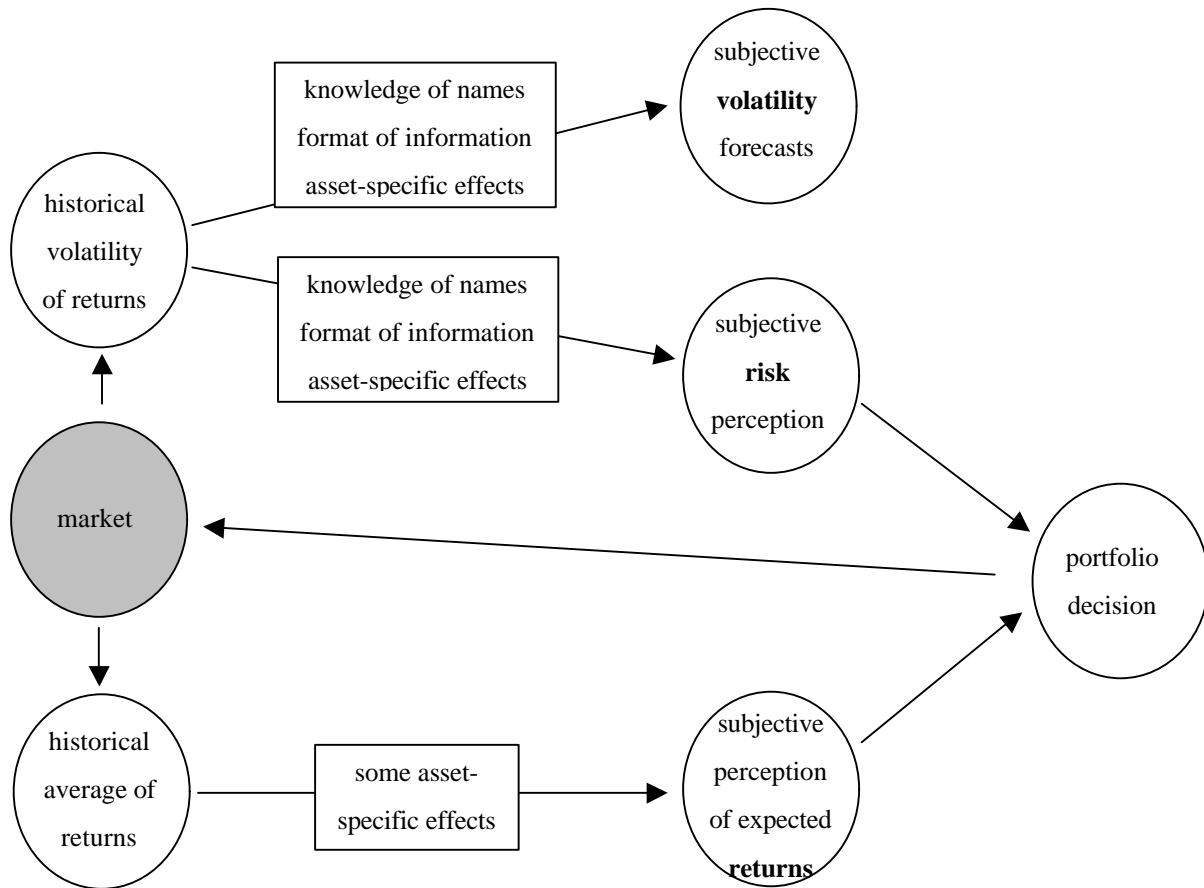 subjective
volatility
forecasts
knowledge of names
format of information
asset-specific effects
historical
volatility
of returns
knowledge of names
format of information
asset-specific effects
subjective
risk
perception
market
portfolio
decision
historical
average of
returns
some asset-
specific effects
subjective
perception
of expected
returns